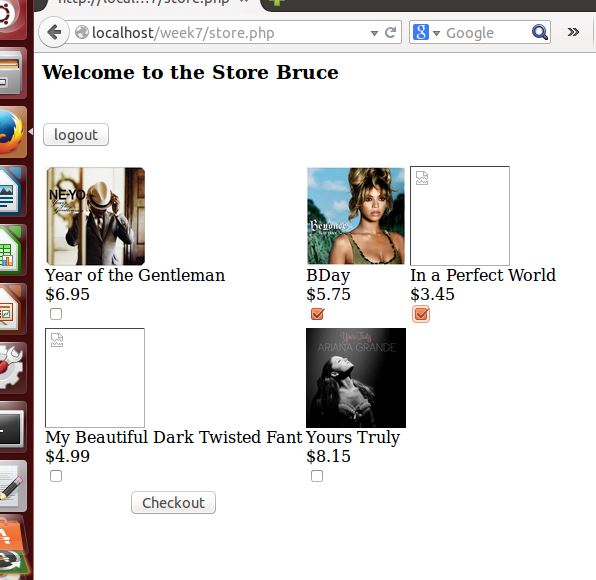 http://local...7/store.php
localhost/week7/store.php
Google
Welcome to the Store Bruce
logout
NE-YO
Beyoncé
Year of the Gentleman
BDay
In a Perfect World
$6.95
$5.75
$3.45
Yours Truly
ARIANA GRANDE
My Beautiful Dark Twisted Fant
Yours Truly
$4.99
$8.15
Checkout